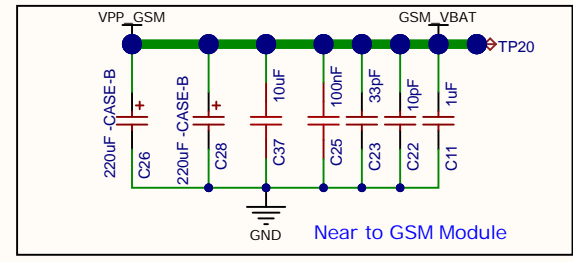 VPP_GSM
GSM_VBAT
TP20
220uF -CASE-B
C26
220uF -CASE-B
C28
10uF
C37
100nF
C25
33pF
C23
10pF
C22
1uF
C11
GND
Near to GSM Module